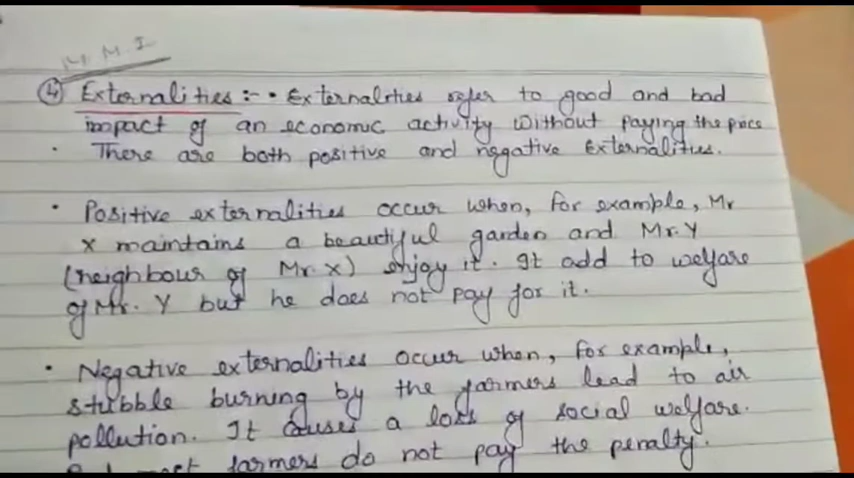 M. M. I
④ Externalities :- • Externalities refer to good and bad
impact of an economic activity without paying the price
• There are both positive and negative Externalities.
• Positive externalities occur when, for example, Mr
X maintains a beautiful garden and Mr. Y
(neighbour of Mr. X) enjoy it. It add to welfare
of Mr. Y but he does not pay for it.
• Negative externalities occur when, for example,
stubble burning by the farmers lead to air
pollution. It causes a loss of social welfare.
farmers do not pay the penalty.